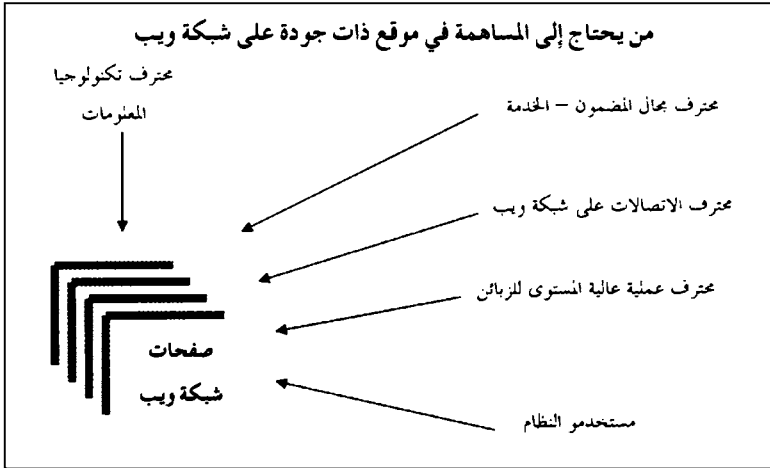 من يحتاج إِلى المساهمة في موقع ذات جودة على شبكة ويب
محترف تكنولوجيا
المعلومات
محترف مجال المضمون – الخدمة
محترف الاتصالات على شبكة ويب
محترف عملية عالية المستوى للزبائن
مستخدمو النظام
صفحات
شبكة ويب